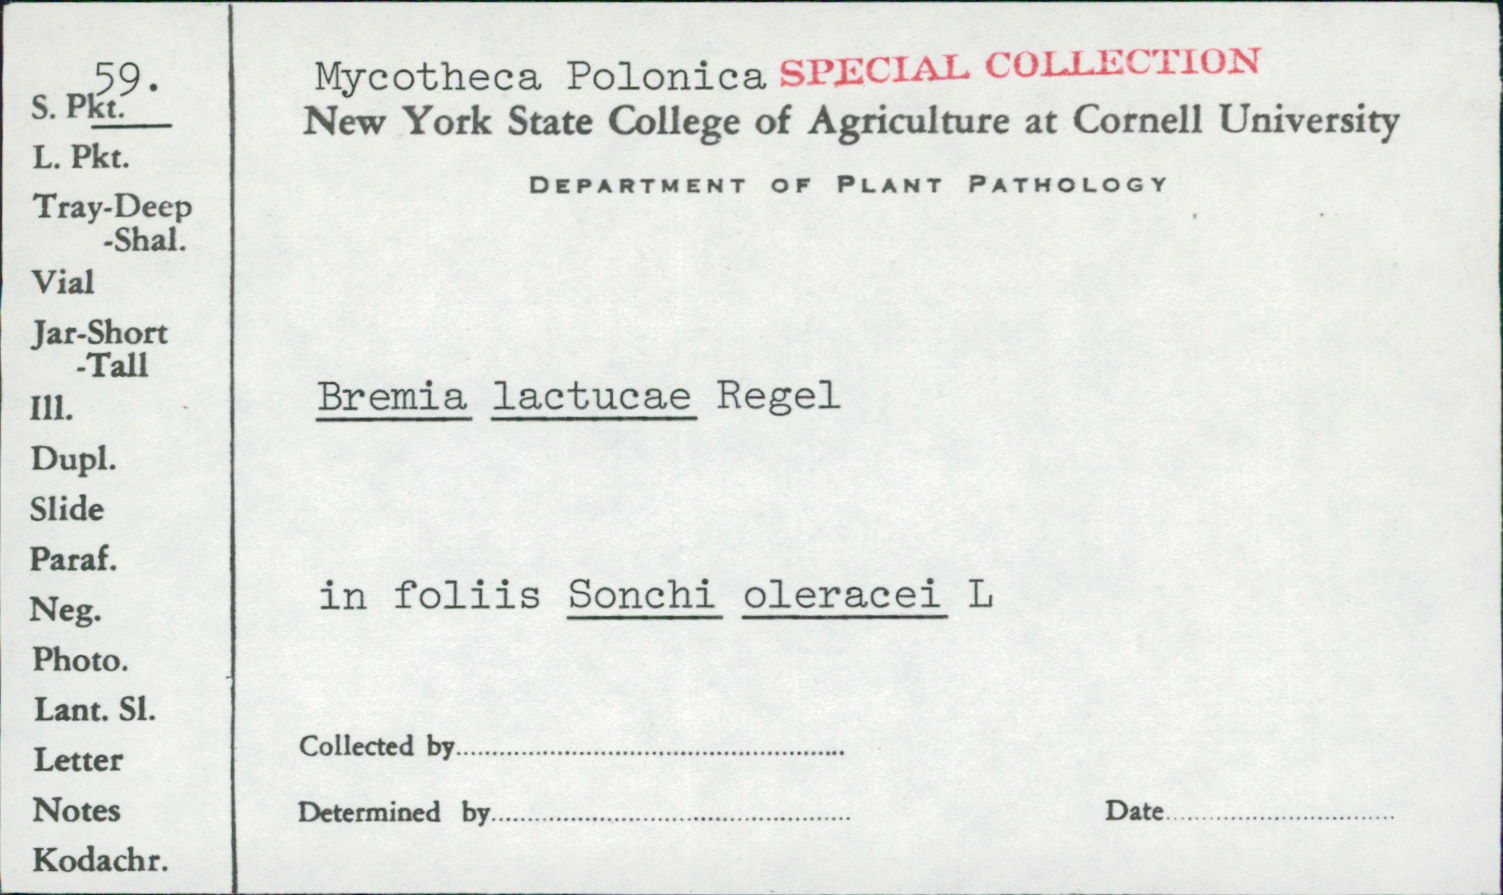 59.
S. Pkt.
L. Pkt.
Tray-Deep
-Shal.
Vial
Jar-Short
-Tall
Ill.
Dupl.
Slide
Paraf.
Neg.
Photo.
Lant. Sl.
Letter
Notes
Kodachr.
Mycotheca Polonica SPECIAL COLLECTION
New York State College of Agriculture at Cornell University
DEPARTMENT OF PLANT PATHOLOGY
Bremia lactucae Regel
in foliis Sonchi oleracei L
Collected by
Determined by Date